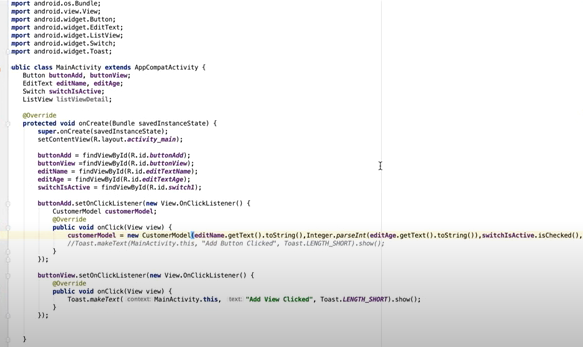 mport android.os.Bundle;
mport android.view.View;
mport android.widget.Button;
mport android.widget.EditText;
mport android.widget.ListView;
mport android.widget.Switch;
mport android.widget.Toast;
ublic class MainActivity extends AppCompatActivity {
Button buttonAdd, buttonView;
EditText editName, editAge;
Switch switchIsActive;
ListView listViewDetail;
@Override
protected void onCreate(Bundle savedInstanceState) {
super.onCreate(savedInstanceState);
setContentView(R.layout.activity_main);
buttonAdd = findViewById(R.id.buttonAdd);
buttonView =findViewById(R.id.buttonView);
editName = findViewById(R.id.editTextName);
editAge = findViewById(R.id.editTextAge);
switchIsActive = findViewById(R.id.switch1);
buttonAdd.setOnClickListener(new View.OnClickListener() {
CustomerModel customerModel;
@Override
public void onClick(View view) {
customerModel = new CustomerModel(editName.getText().toString(),Integer.parseInt(editAge.getText().toString()),switchIsActive.isChecked(),
//Toast.makeText(MainActivity.this, "Add Button Clicked", Toast.LENGTH_SHORT).show();
}
});
buttonView.setOnClickListener(new View.OnClickListener() {
@Override
public void onClick(View view) {
Toast.makeText( context: MainActivity.this, text: "Add View Clicked", Toast.LENGTH_SHORT).show();
}
});
}